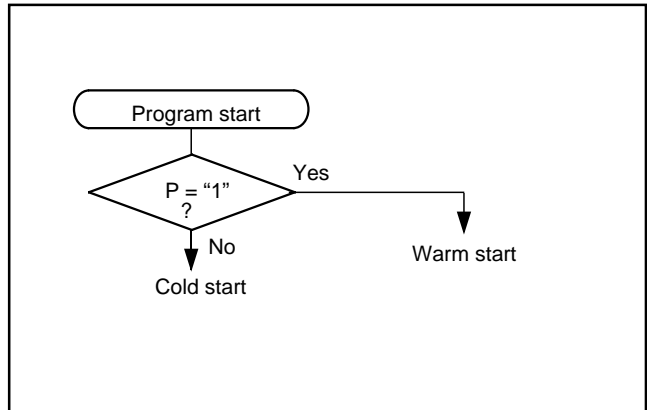 Program start
Yes
P = “1”
?
No
Warm start
Cold start